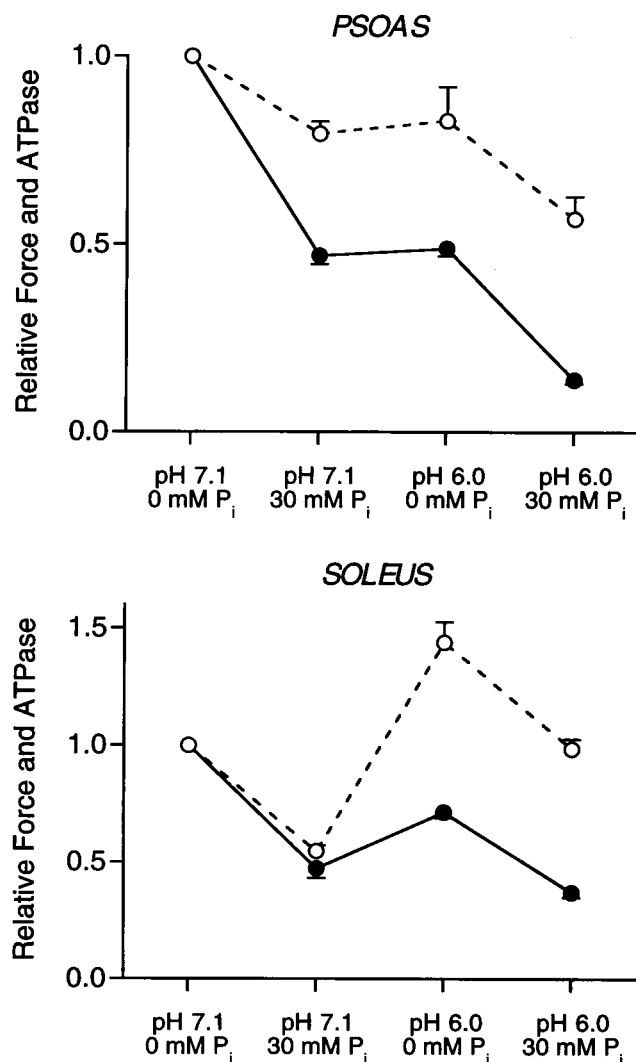 PSOAS
Relative Force and ATPase
1.0
0.5
0.0
pH 7.1 pH 7.1 pH 6.0 pH 6.0
0 mM Pi 30 mM Pi 0 mM Pi 30 mM Pi
SOLEUS
Relative Force and ATPase
1.5
1.0
0.5
0.0
pH 7.1 pH 7.1 pH 6.0 pH 6.0
0 mM Pi 30 mM Pi 0 mM Pi 30 mM Pi